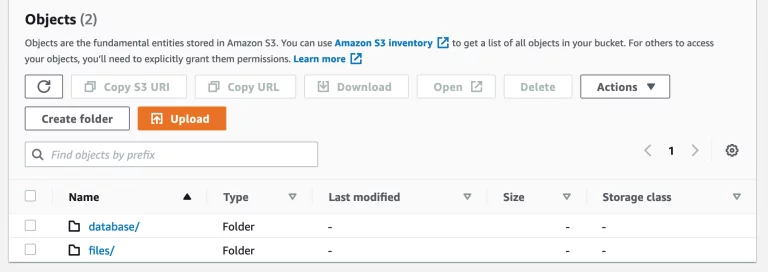 Objects (2)
Objects are the fundamental entities stored in Amazon S3. You can use Amazon S3 inventory to get a list of all objects in your bucket. For others to access
your objects, you'll need to explicitly grant them permissions. Learn more
Copy S3 URI Copy URL Download Open Delete Actions
Create folder Upload
Find objects by prefix 1
Name Type Last modified Size Storage class
database/ Folder - - -
files/ Folder - - -